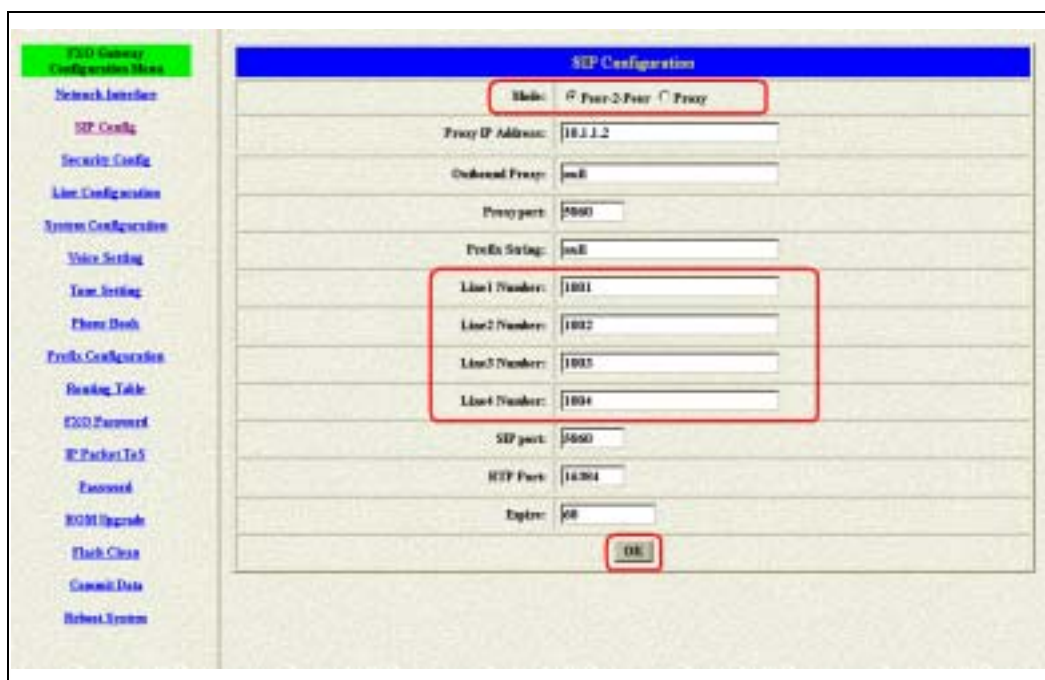 FXO Gateway
Configuration Menu
Network Interface
SIP Config
Security Config
Line Configuration
System Configuration
Voice Setting
Tone Setting
Phone Book
Prefix Configuration
Routing Table
FXO Password
IP Packet ToS
Password
ROM Upgrade
Flash Clean
Commit Data
Reboot System
SIP Configuration
Mode: Peer-2-Peer Proxy
Proxy IP Address: 10.1.1.2
Outbound Proxy: null
Proxy port: 5060
Prefix String: null
Line1 Number: 1001
Line2 Number: 1002
Line3 Number: 1003
Line4 Number: 1004
SIP port: 5060
RTP Port: 16384
Expire: 60
OK